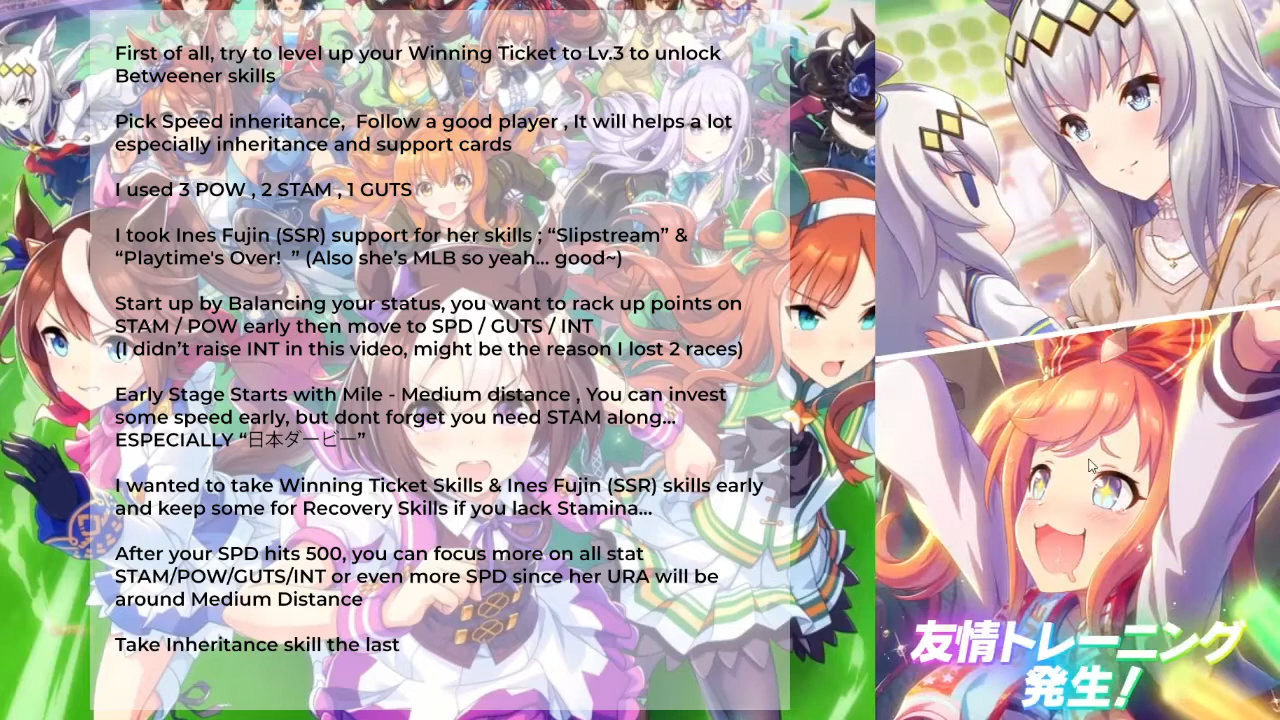 First of all, try to level up your Winning Ticket to Lv.3 to unlock
Betweener skills
Pick Speed inheritance,  Follow a good player , It will helps a lot
especially inheritance and support cards
I used 3 POW , 2 STAM , 1 GUTS
I took Ines Fujin (SSR) support for her skills ; “Slipstream” &
“Playtime's Over!  ” (Also she’s MLB so yeah... good~)
Start up by Balancing your status, you want to rack up points on
STAM / POW early then move to SPD / GUTS / INT
(I didn’t raise INT in this video, might be the reason I lost 2 races)
Early Stage Starts with Mile - Medium distance , You can invest
some speed early, but dont forget you need STAM along...
ESPECIALLY “日本ダービー”
I wanted to take Winning Ticket Skills & Ines Fujin (SSR) skills early
and keep some for Recovery Skills if you lack Stamina...
After your SPD hits 500, you can focus more on all stat
STAM/POW/GUTS/INT or even more SPD since her URA will be
around Medium Distance
Take Inheritance skill the last
友情トレーニング
発生！